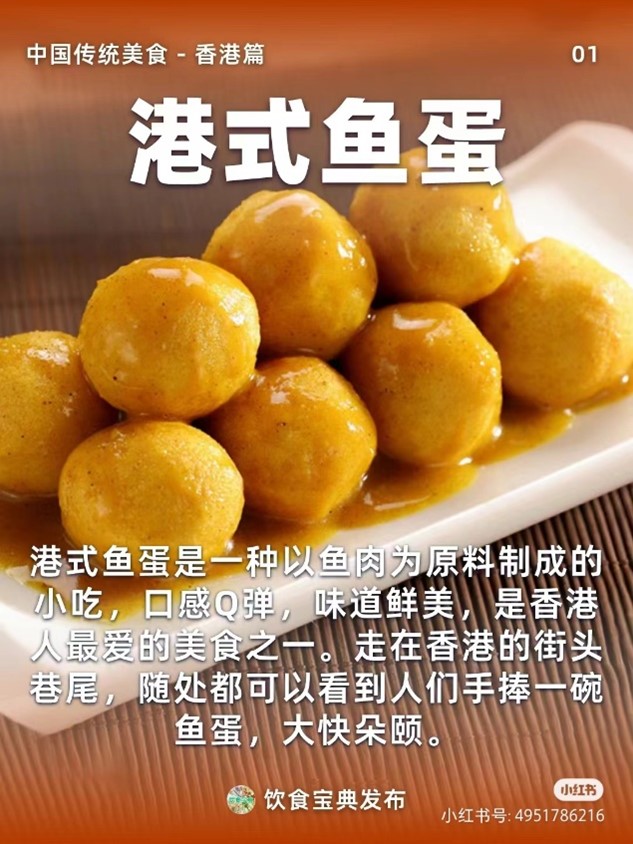 中国传统美食 - 香港篇
01
港式鱼蛋
港式鱼蛋是一种以鱼肉为原料制成的
小吃，口感Q弹，味道鲜美，是香港
人最爱的美食之一。走在香港的街头
巷尾，随处都可以看到人们手捧一碗
鱼蛋，大快朵颐。
饮食宝典发布
小红书
小红书号: 4951786216